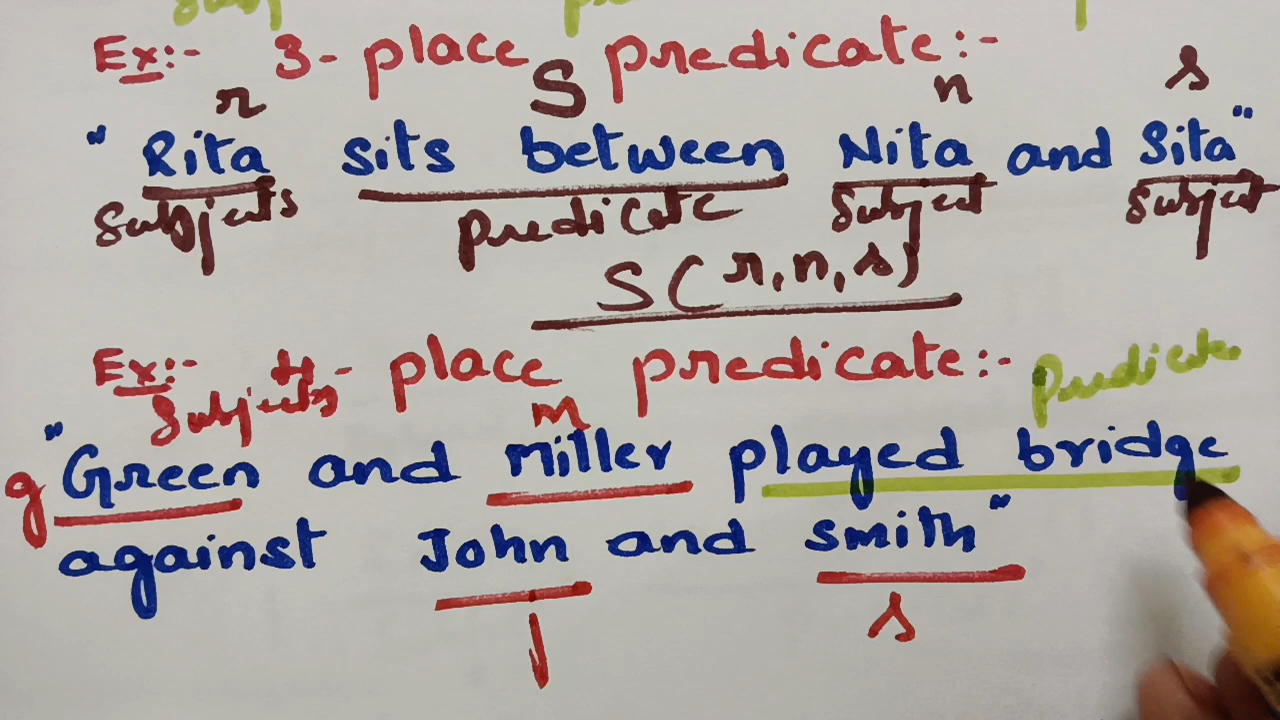 Ex:- 3-place predicate:-
r S n s
"Rita sits between Nita and Sita"
Subjects predicate Subject Subject
S(r,n,s)
Ex:- 4-place predicate:-
Subjects m Predicate
g "Green and Miller played bridge
against John and smith"
j s